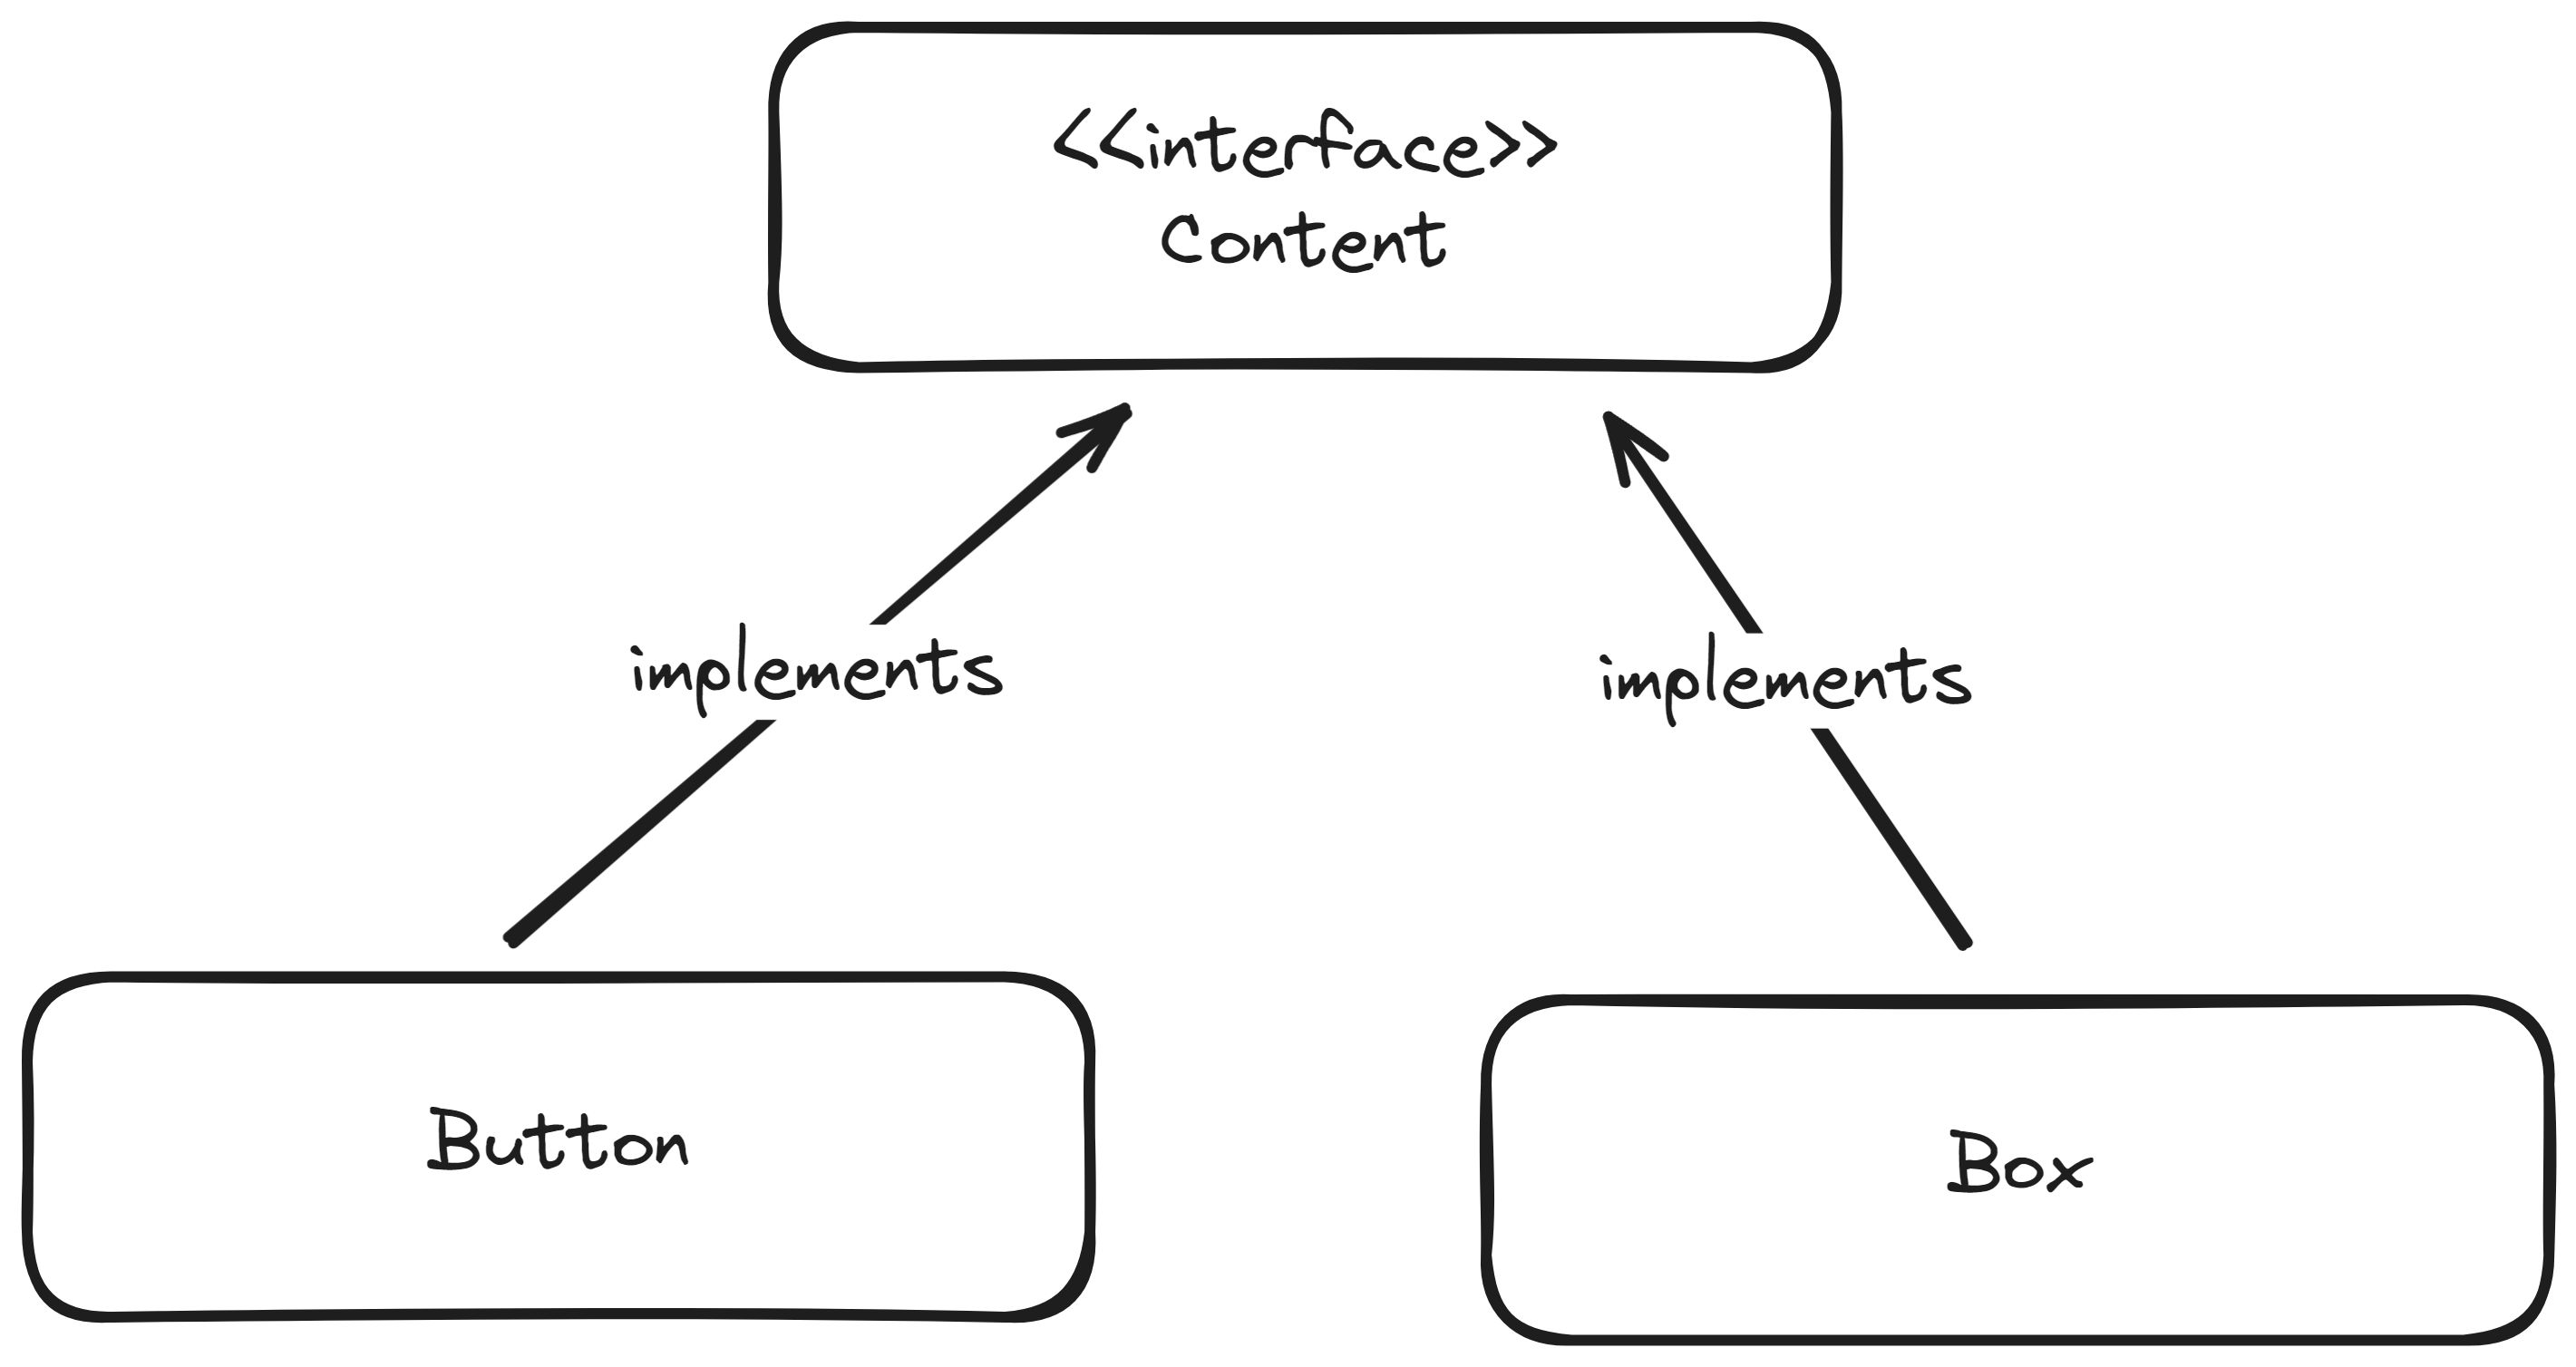 <<interface>>
Content
implements
implements
Button
Box